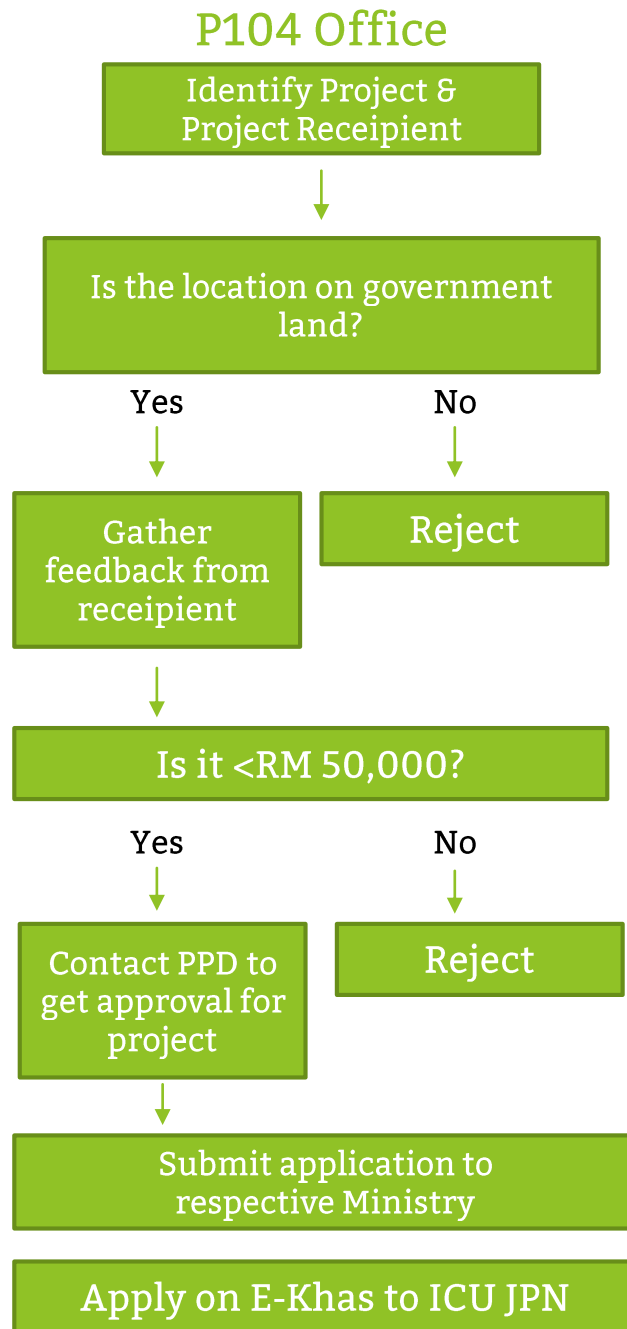 P104 Office
Identify Project &
Project Receipient
Is the location on government
land?
Yes
No
Gather
feedback from
receipient
Reject
Is it <RM 50,000?
Yes
No
Contact PPD to
get approval for
project
Reject
Submit application to
respective Ministry
Apply on E-Khas to ICU JPN